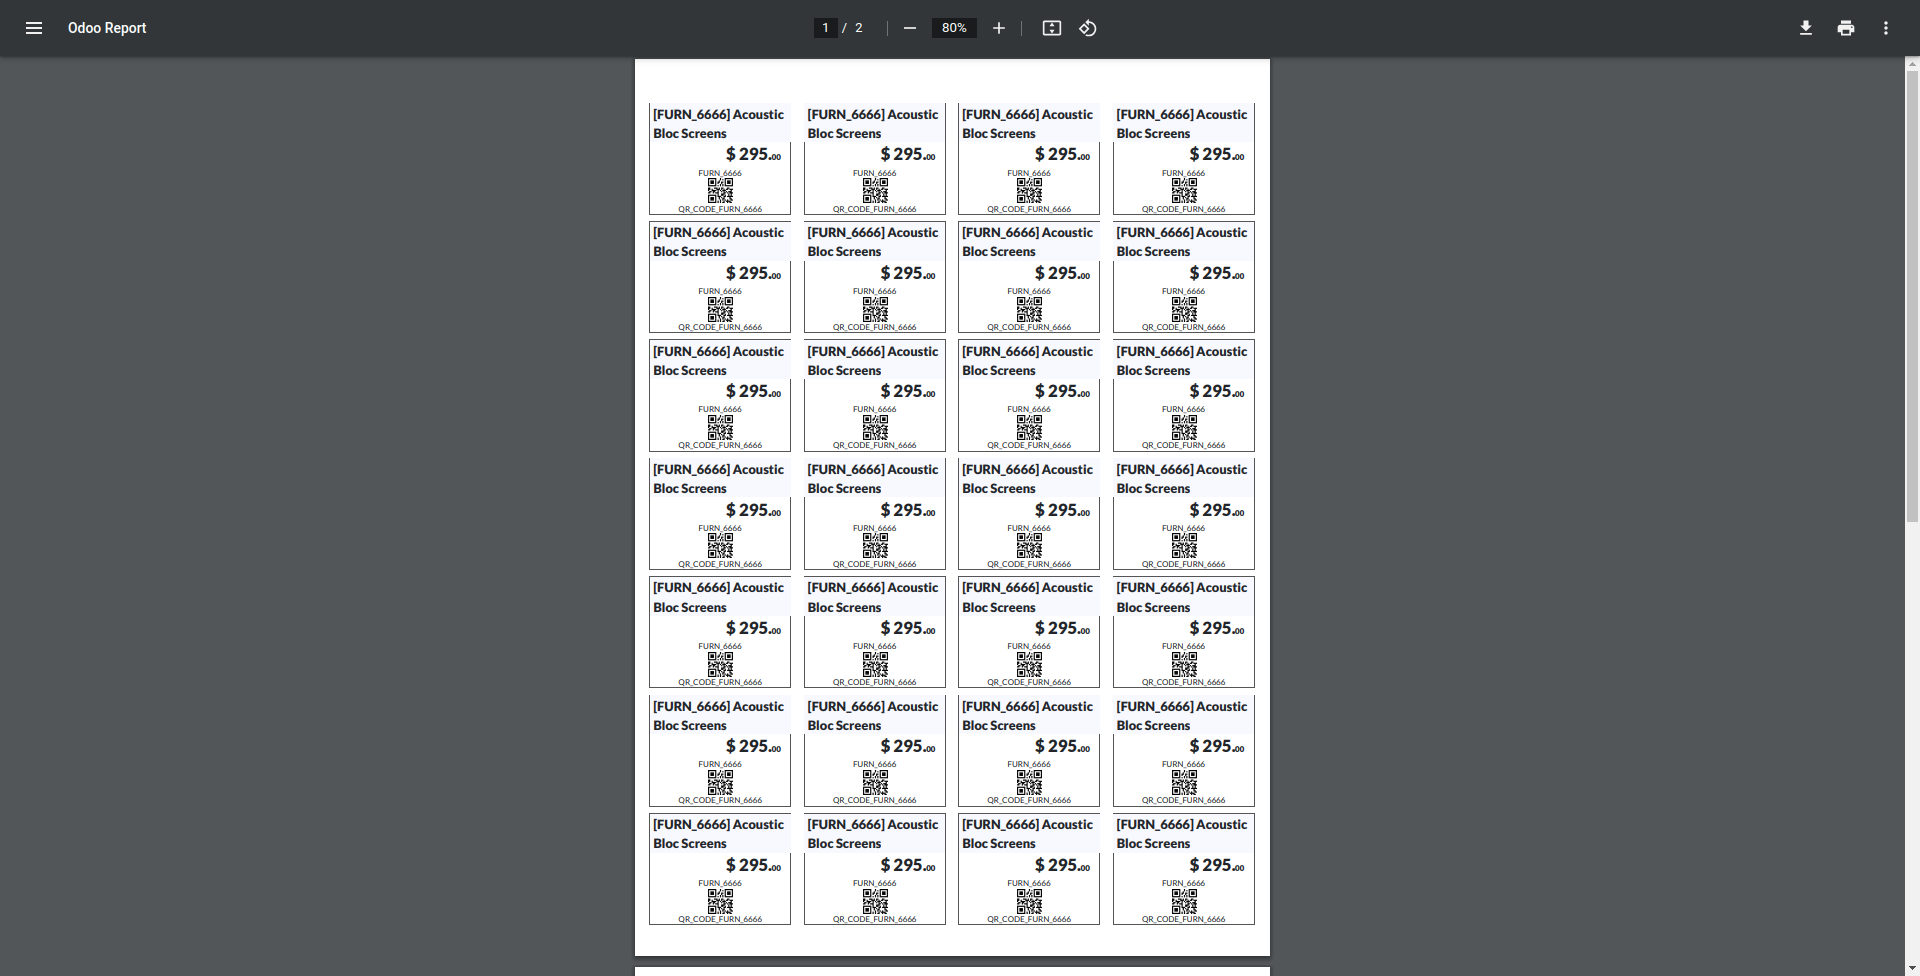 Odoo Report
1 / 2
80%
[FURN_6666] Acoustic [FURN_6666] Acoustic [FURN_6666] Acoustic [FURN_6666] Acoustic
Bloc Screens Bloc Screens Bloc Screens Bloc Screens
$ 295.00 $ 295.00 $ 295.00 $ 295.00
FURN_6666 FURN_6666 FURN_6666 FURN_6666
QR_CODE_FURN_6666 QR_CODE_FURN_6666 QR_CODE_FURN_6666 QR_CODE_FURN_6666
[FURN_6666] Acoustic [FURN_6666] Acoustic [FURN_6666] Acoustic [FURN_6666] Acoustic
Bloc Screens Bloc Screens Bloc Screens Bloc Screens
$ 295.00 $ 295.00 $ 295.00 $ 295.00
FURN_6666 FURN_6666 FURN_6666 FURN_6666
QR_CODE_FURN_6666 QR_CODE_FURN_6666 QR_CODE_FURN_6666 QR_CODE_FURN_6666
[FURN_6666] Acoustic [FURN_6666] Acoustic [FURN_6666] Acoustic [FURN_6666] Acoustic
Bloc Screens Bloc Screens Bloc Screens Bloc Screens
$ 295.00 $ 295.00 $ 295.00 $ 295.00
FURN_6666 FURN_6666 FURN_6666 FURN_6666
QR_CODE_FURN_6666 QR_CODE_FURN_6666 QR_CODE_FURN_6666 QR_CODE_FURN_6666
[FURN_6666] Acoustic [FURN_6666] Acoustic [FURN_6666] Acoustic [FURN_6666] Acoustic
Bloc Screens Bloc Screens Bloc Screens Bloc Screens
$ 295.00 $ 295.00 $ 295.00 $ 295.00
FURN_6666 FURN_6666 FURN_6666 FURN_6666
QR_CODE_FURN_6666 QR_CODE_FURN_6666 QR_CODE_FURN_6666 QR_CODE_FURN_6666
[FURN_6666] Acoustic [FURN_6666] Acoustic [FURN_6666] Acoustic [FURN_6666] Acoustic
Bloc Screens Bloc Screens Bloc Screens Bloc Screens
$ 295.00 $ 295.00 $ 295.00 $ 295.00
FURN_6666 FURN_6666 FURN_6666 FURN_6666
QR_CODE_FURN_6666 QR_CODE_FURN_6666 QR_CODE_FURN_6666 QR_CODE_FURN_6666
[FURN_6666] Acoustic [FURN_6666] Acoustic [FURN_6666] Acoustic [FURN_6666] Acoustic
Bloc Screens Bloc Screens Bloc Screens Bloc Screens
$ 295.00 $ 295.00 $ 295.00 $ 295.00
FURN_6666 FURN_6666 FURN_6666 FURN_6666
QR_CODE_FURN_6666 QR_CODE_FURN_6666 QR_CODE_FURN_6666 QR_CODE_FURN_6666
[FURN_6666] Acoustic [FURN_6666] Acoustic [FURN_6666] Acoustic [FURN_6666] Acoustic
Bloc Screens Bloc Screens Bloc Screens Bloc Screens
$ 295.00 $ 295.00 $ 295.00 $ 295.00
FURN_6666 FURN_6666 FURN_6666 FURN_6666
QR_CODE_FURN_6666 QR_CODE_FURN_6666 QR_CODE_FURN_6666 QR_CODE_FURN_6666